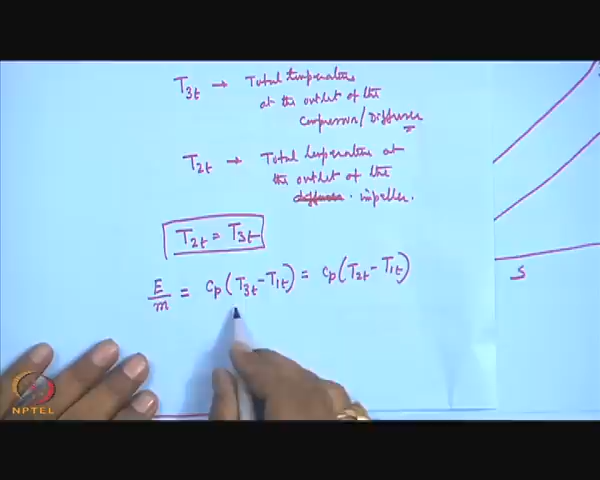 T3t → Total temperature
at the outlet of the
compressor/Diffuser
T2t → Total temperature at
the outlet of the
diffuser. impeller.
T2t = T3t
E/m = cp(T3t-T1t) = cp(T2t-T1t)
S
NPTEL